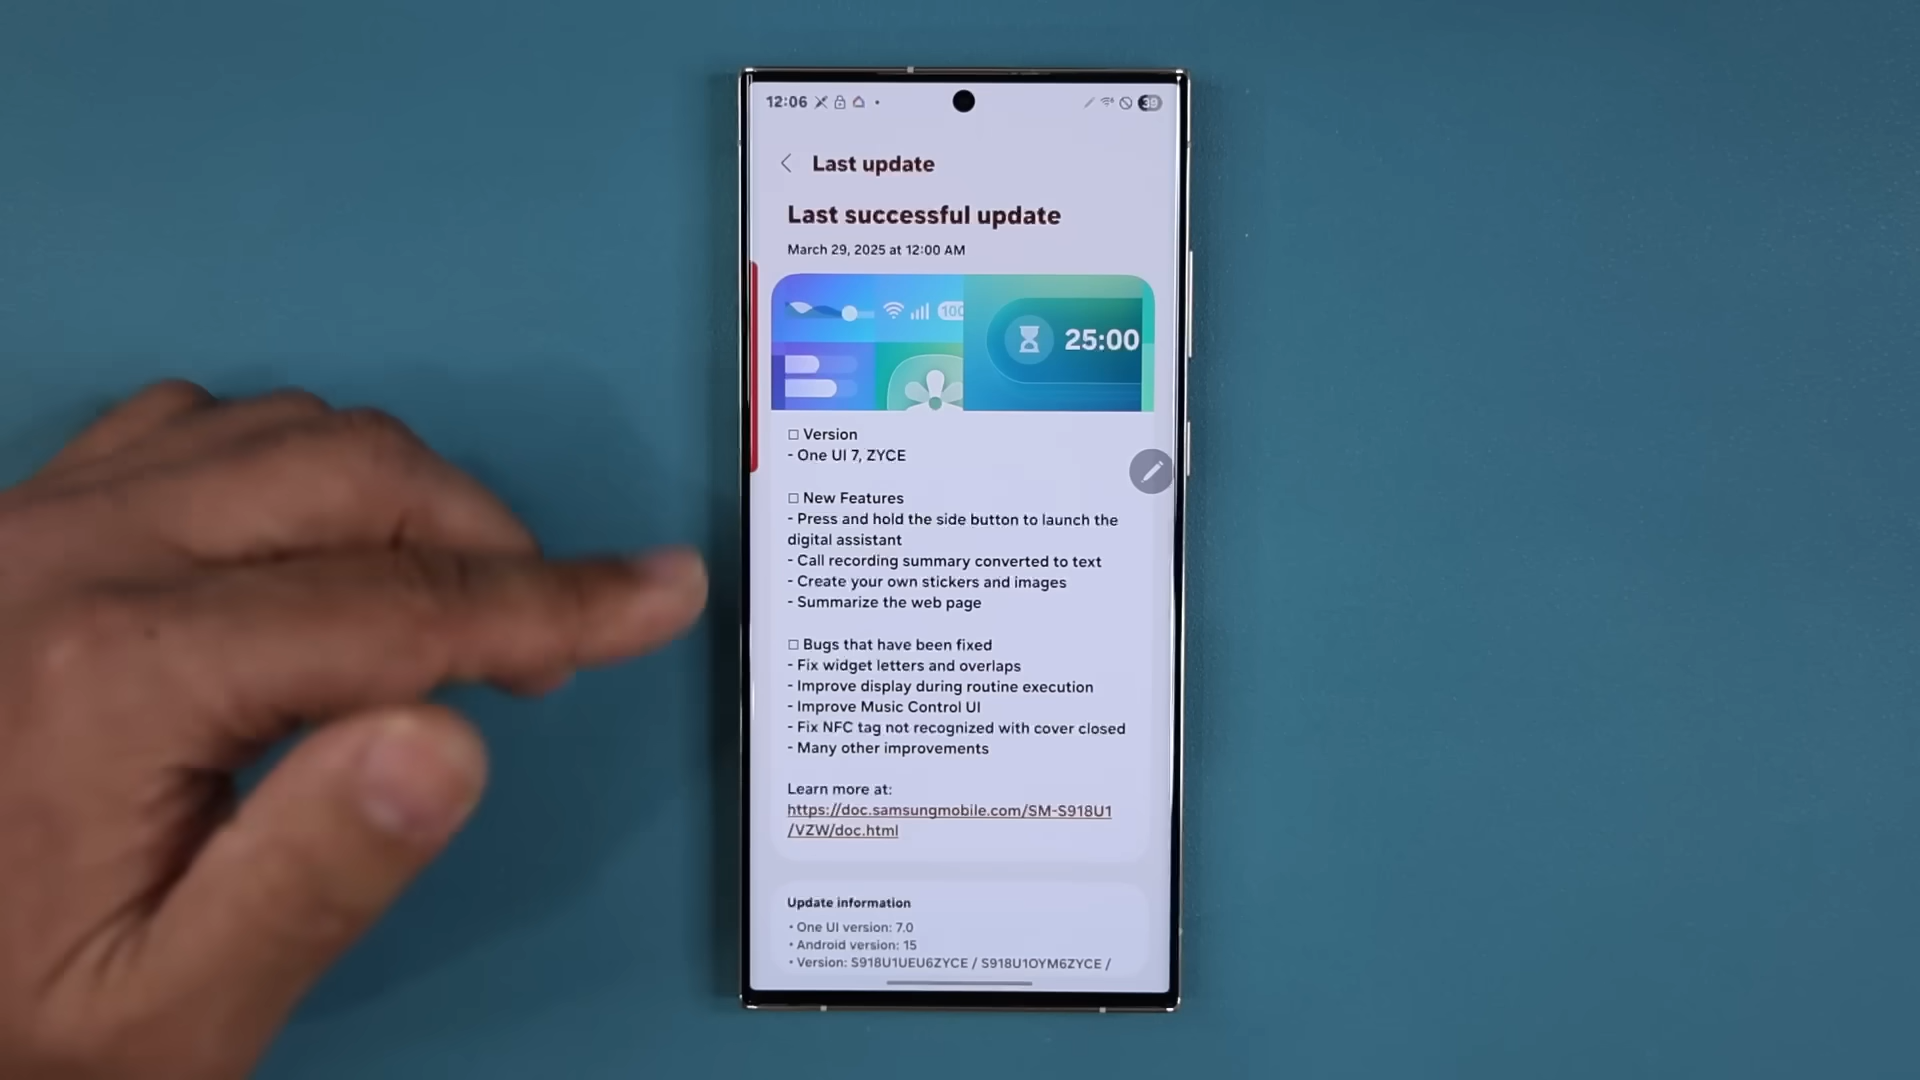 12:06
39
Last update
Last successful update
March 29, 2025 at 12:00 AM
100
25:00
□ Version
- One UI 7, ZYCE
□ New Features
- Press and hold the side button to launch the
digital assistant
- Call recording summary converted to text
- Create your own stickers and images
- Summarize the web page
□ Bugs that have been fixed
- Fix widget letters and overlaps
- Improve display during routine execution
- Improve Music Control UI
- Fix NFC tag not recognized with cover closed
- Many other improvements
Learn more at:
https://doc.samsungmobile.com/SM-S918U1
/VZW/doc.html
Update information
• One UI version: 7.0
• Android version: 15
• Version: S918U1UEU6ZYCE / S918U1OYM6ZYCE /